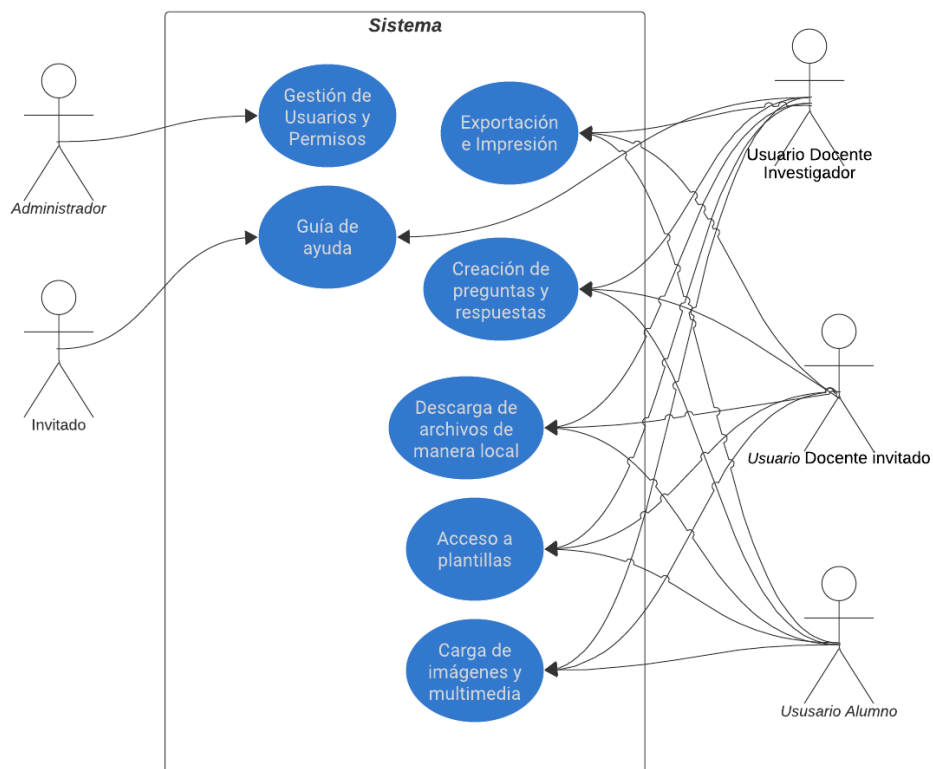 Sistema
Gestión de
Usuarios y
Permisos
Exportación
e Impresión
Usuario Docente
Investigador
Administrador
Guía de
ayuda
Creación de
preguntas y
respuestas
Invitado
Descarga de
archivos de
manera local
Usuario Docente invitado
Acceso a
plantillas
Carga de
imágenes y
multimedia
Ususario Alumno